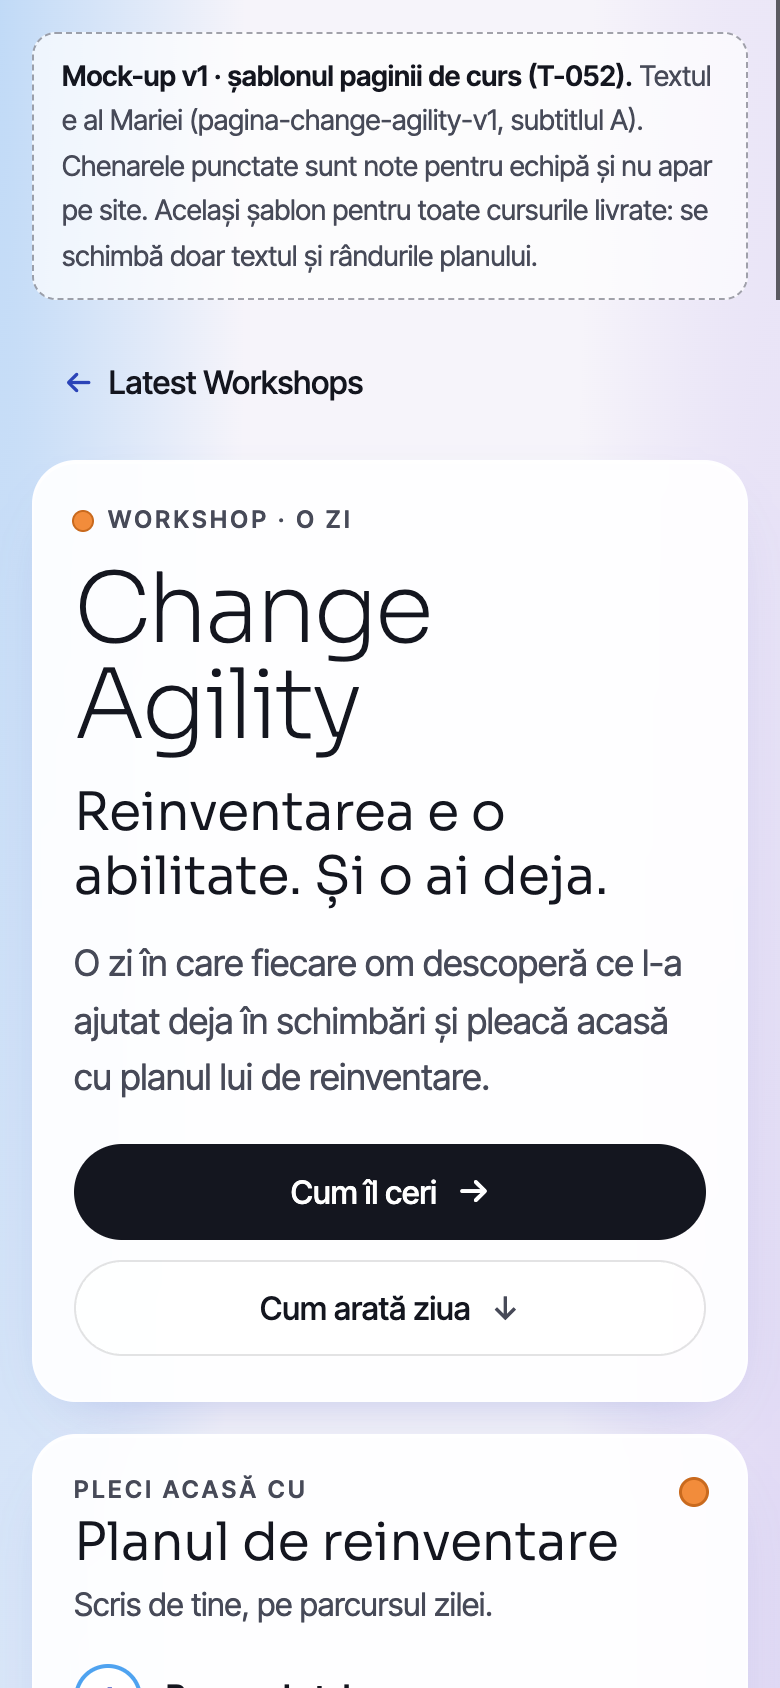 Mock-up v1 · șablonul paginii de curs (T-052). Textul
e al Mariei (pagina-change-agility-v1, subtitlul A).
Chenarele punctate sunt note pentru echipă și nu apar
pe site. Același șablon pentru toate cursurile livrate: se
schimbă doar textul și rândurile planului.
← Latest Workshops
WORKSHOP · O ZI
Change
Agility
Reinventarea e o
abilitate. Și o ai deja.
O zi în care fiecare om descoperă ce l-a
ajutat deja în schimbări și pleacă acasă
cu planul lui de reinventare.
Cum îl ceri →
Cum arată ziua ↓
PLECI ACASĂ CU
Planul de reinventare
Scris de tine, pe parcursul zilei.